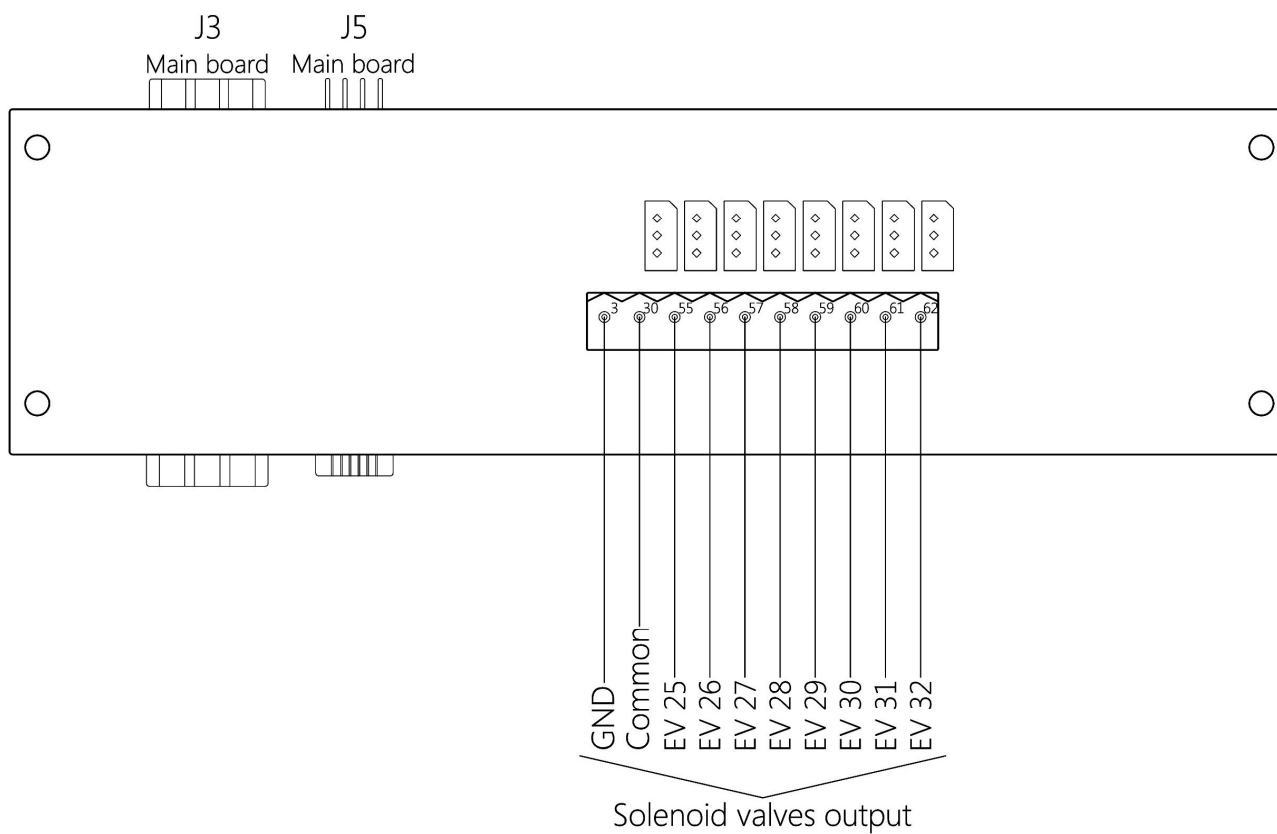 J3 J5
Main board Main board
3 30 55 56 57 58 59 60 61 62
GND
Common
EV 25
EV 26
EV 27
EV 28
EV 29
EV 30
EV 31
EV 32
Solenoid valves output